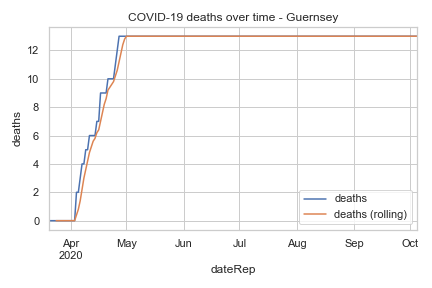 COVID-19 deaths over time - Guernsey
deaths
12
10
8
6
4
2
0
deaths
deaths (rolling)
Apr
2020
May
Jun
Jul
Aug
Sep
Oct
dateRep